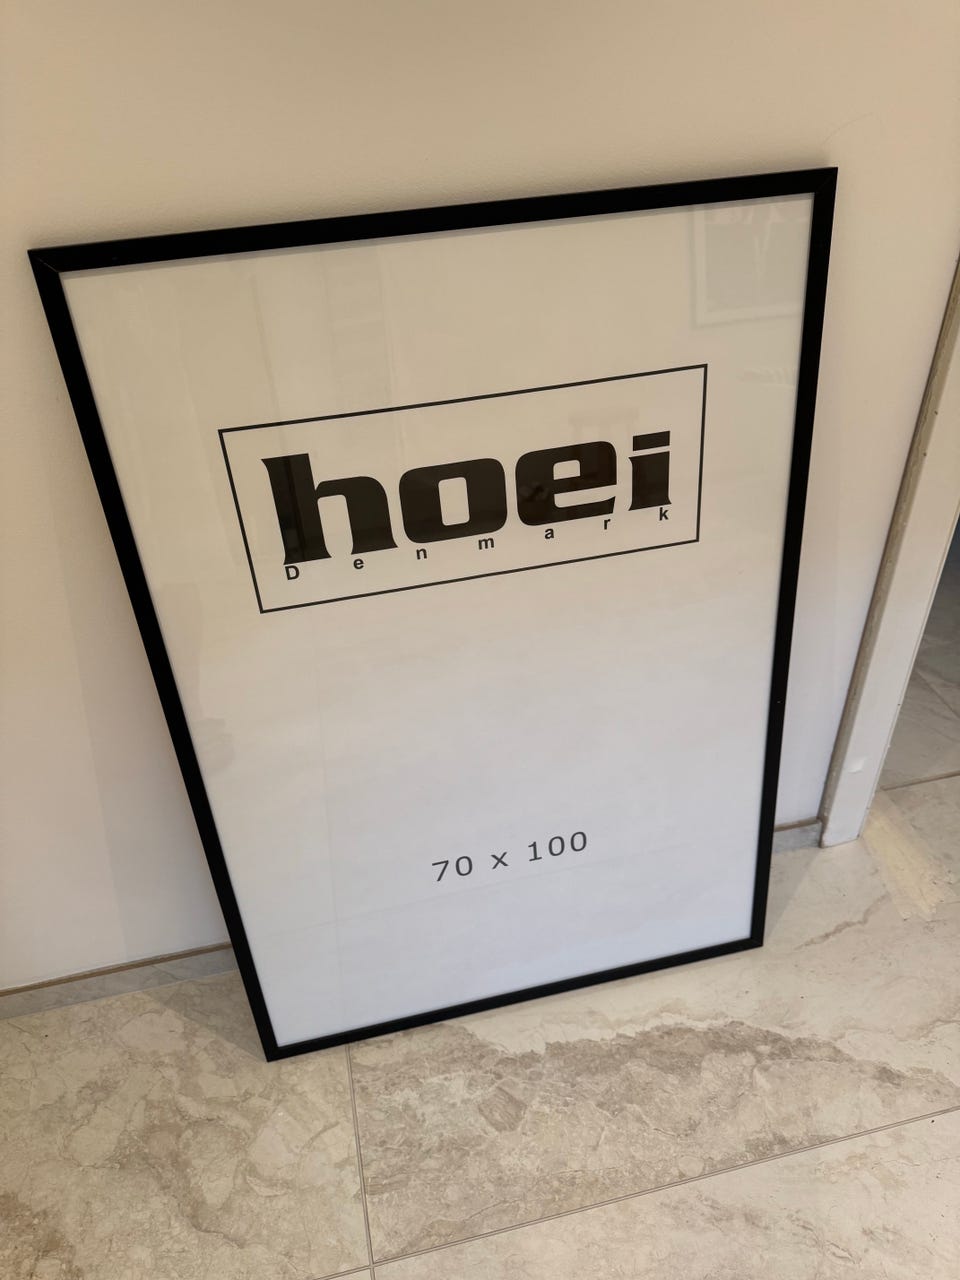 hoei
Denmark
70 x 100